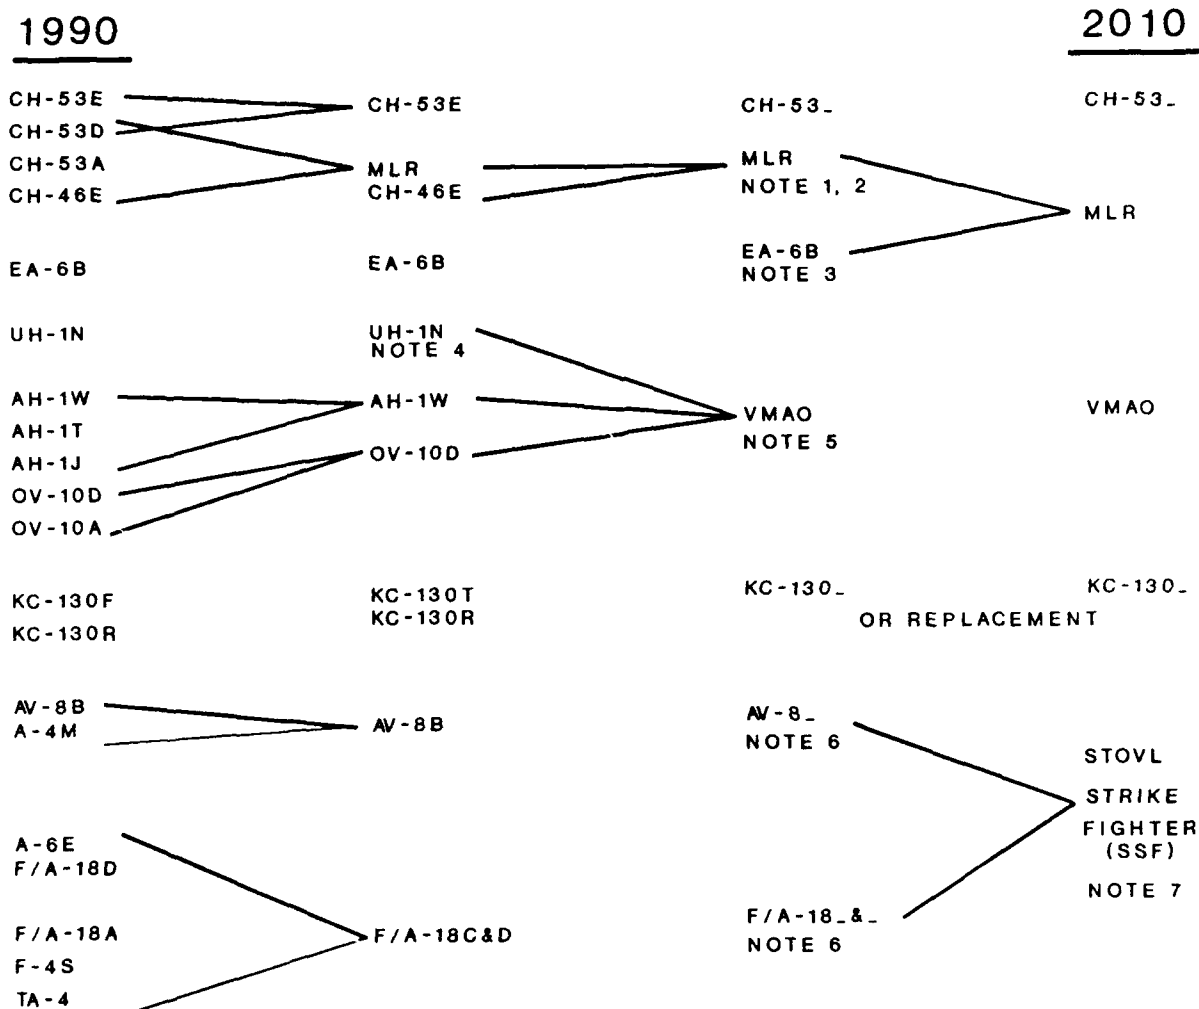 1990
2010
CH-53E
CH-53D
CH-53A
CH-46E
EA-6B
UH-1N
AH-1W
AH-1T
AH-1J
OV-10D
OV-10A
KC-130F
KC-130R
AV-8B
A-4M
A-6E
F/A-18D
F/A-18A
F-4S
TA-4
CH-53E
MLR
CH-46E
EA-6B
UH-1N
NOTE 4
AH-1W
OV-10D
KC-130T
KC-130R
AV-8B
F/A-18C&D
CH-53_
MLR
NOTE 1, 2
EA-6B
NOTE 3
VMAO
NOTE 5
KC-130_
OR REPLACEMENT
AV-8_
NOTE 6
F/A-18_&_
NOTE 6
CH-53_
MLR
VMAO
KC-130_
STOVL
STRIKE
FIGHTER
(SSF)
NOTE 7